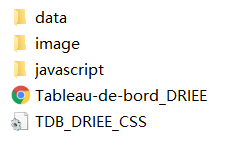 data
image
javascript
Tableau-de-bord_DRIEE
TDB_DRIEE_CSS